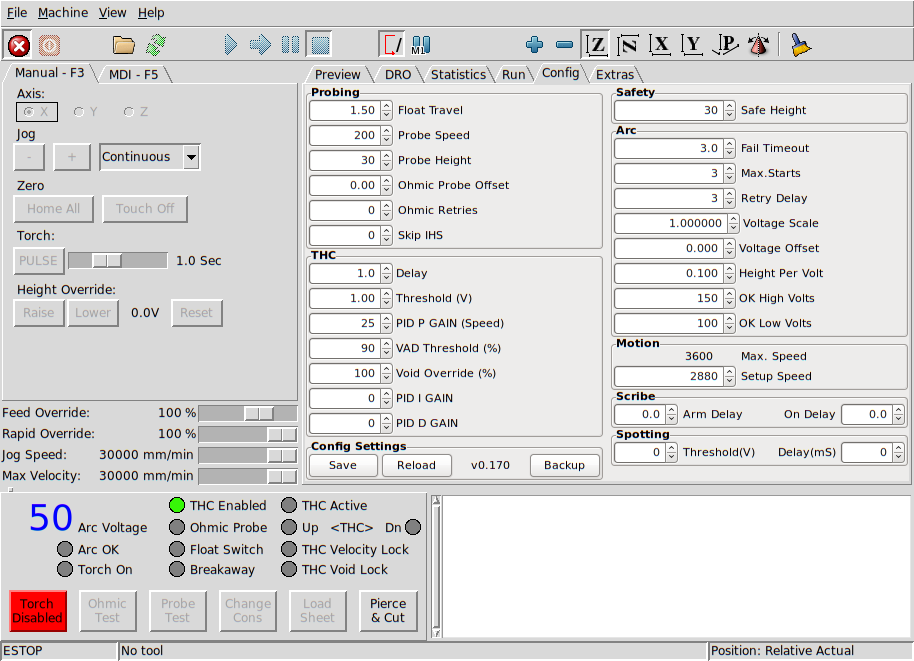 File Machine View Help
Z N X Y P
Manual - F3 MDI - F5
Axis:
X Y Z
Jog
- + Continuous
Zero
Home All Touch Off
Torch:
PULSE 1.0 Sec
Height Override:
Raise Lower 0.0V Reset
Feed Override: 100 %
Rapid Override: 100 %
Jog Speed: 30000 mm/min
Max Velocity: 30000 mm/min
Preview DRO Statistics Run Config Extras
Probing
1.50 Float Travel
200 Probe Speed
30 Probe Height
0.00 Ohmic Probe Offset
0 Ohmic Retries
0 Skip IHS
THC
1.0 Delay
1.00 Threshold (V)
25 PID P GAIN (Speed)
90 VAD Threshold (%)
100 Void Override (%)
0 PID I GAIN
0 PID D GAIN
Config Settings
Save Reload v0.170 Backup
Safety
30 Safe Height
Arc
3.0 Fail Timeout
3 Max.Starts
3 Retry Delay
1.000000 Voltage Scale
0.000 Voltage Offset
0.100 Height Per Volt
150 OK High Volts
100 OK Low Volts
Motion
3600 Max. Speed
2880 Setup Speed
Scribe
0.0 Arm Delay On Delay 0.0
Spotting
0 Threshold(V) Delay(mS) 0
50 Arc Voltage
Arc OK
Torch On
THC Enabled
Ohmic Probe
Float Switch
Breakaway
THC Active
Up <THC> Dn
THC Velocity Lock
THC Void Lock
Torch
Disabled
Ohmic
Test
Probe
Test
Change
Cons
Load
Sheet
Pierce
& Cut
ESTOP No tool Position: Relative Actual